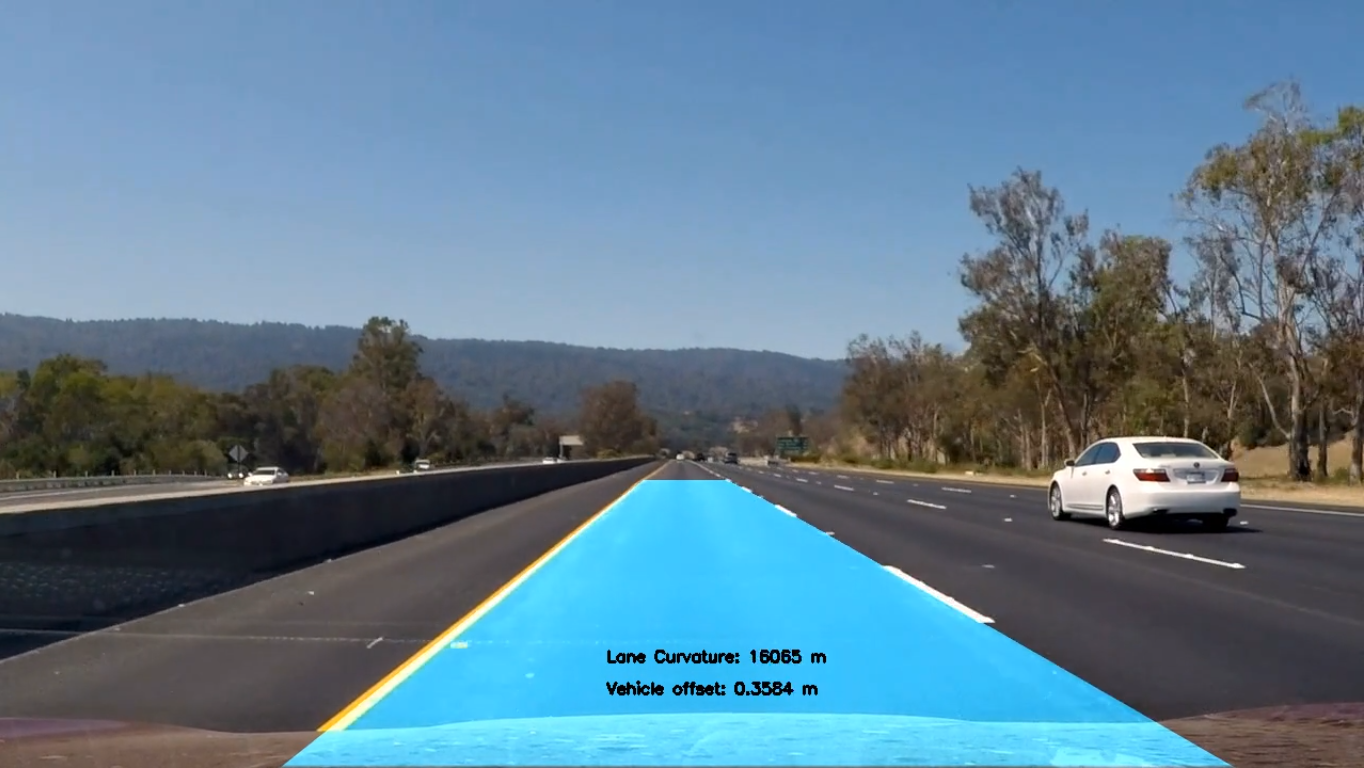 Lane Curvature: 16065 m
Vehicle offset: 0.3584 m